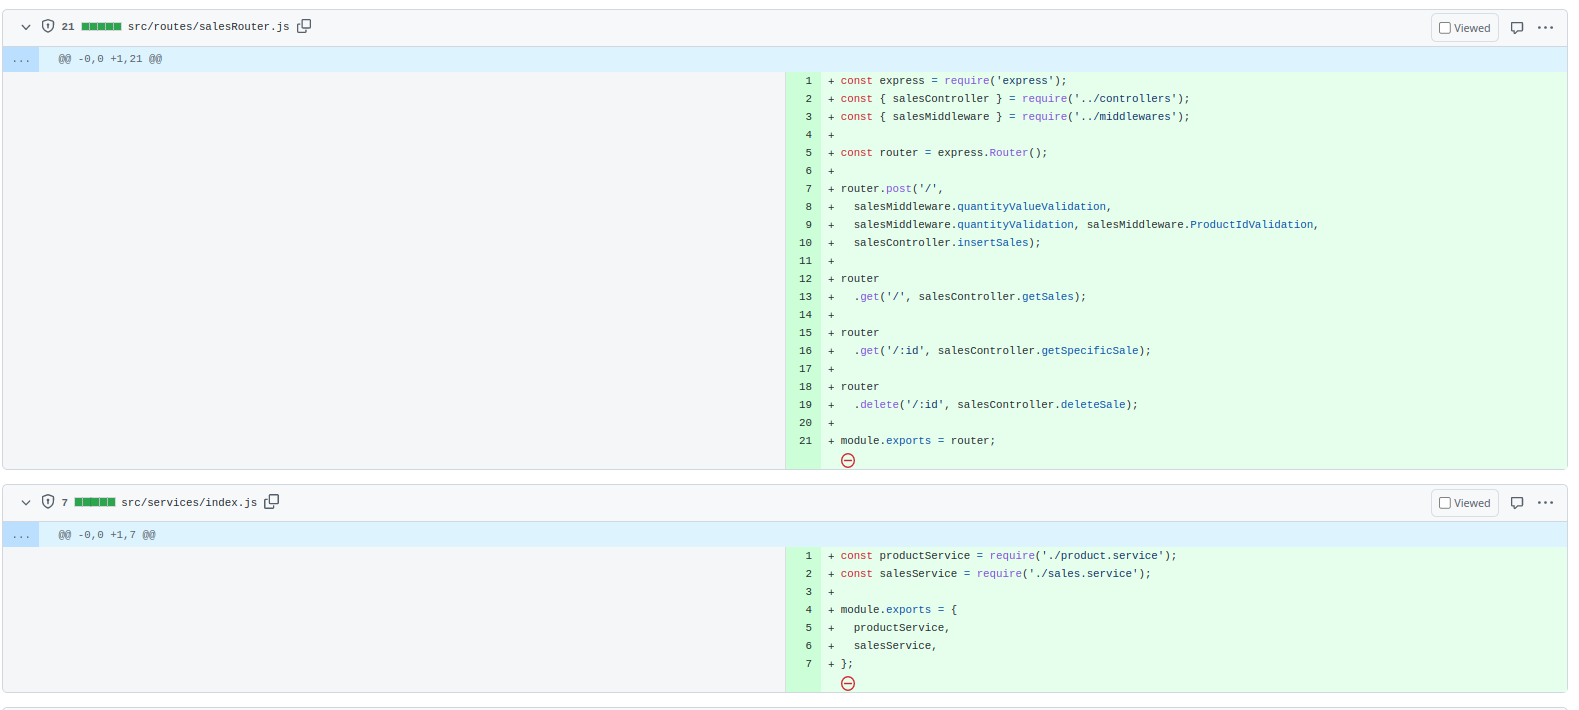 21 src/routes/salesRouter.js Viewed
... @@ -0,0 +1,21 @@
1 + const express = require('express');
2 + const { salesController } = require('../controllers');
3 + const { salesMiddleware } = require('../middlewares');
4 +
5 + const router = express.Router();
6 +
7 + router.post('/',
8 +   salesMiddleware.quantityValueValidation,
9 +   salesMiddleware.quantityValidation, salesMiddleware.ProductIdValidation,
10 +   salesController.insertSales);
11 +
12 + router
13 +   .get('/', salesController.getSales);
14 +
15 + router
16 +   .get('/:id', salesController.getSpecificSale);
17 +
18 + router
19 +   .delete('/:id', salesController.deleteSale);
20 +
21 + module.exports = router;
7 src/services/index.js Viewed
... @@ -0,0 +1,7 @@
1 + const productService = require('./product.service');
2 + const salesService = require('./sales.service');
3 +
4 + module.exports = {
5 +   productService,
6 +   salesService,
7 + };